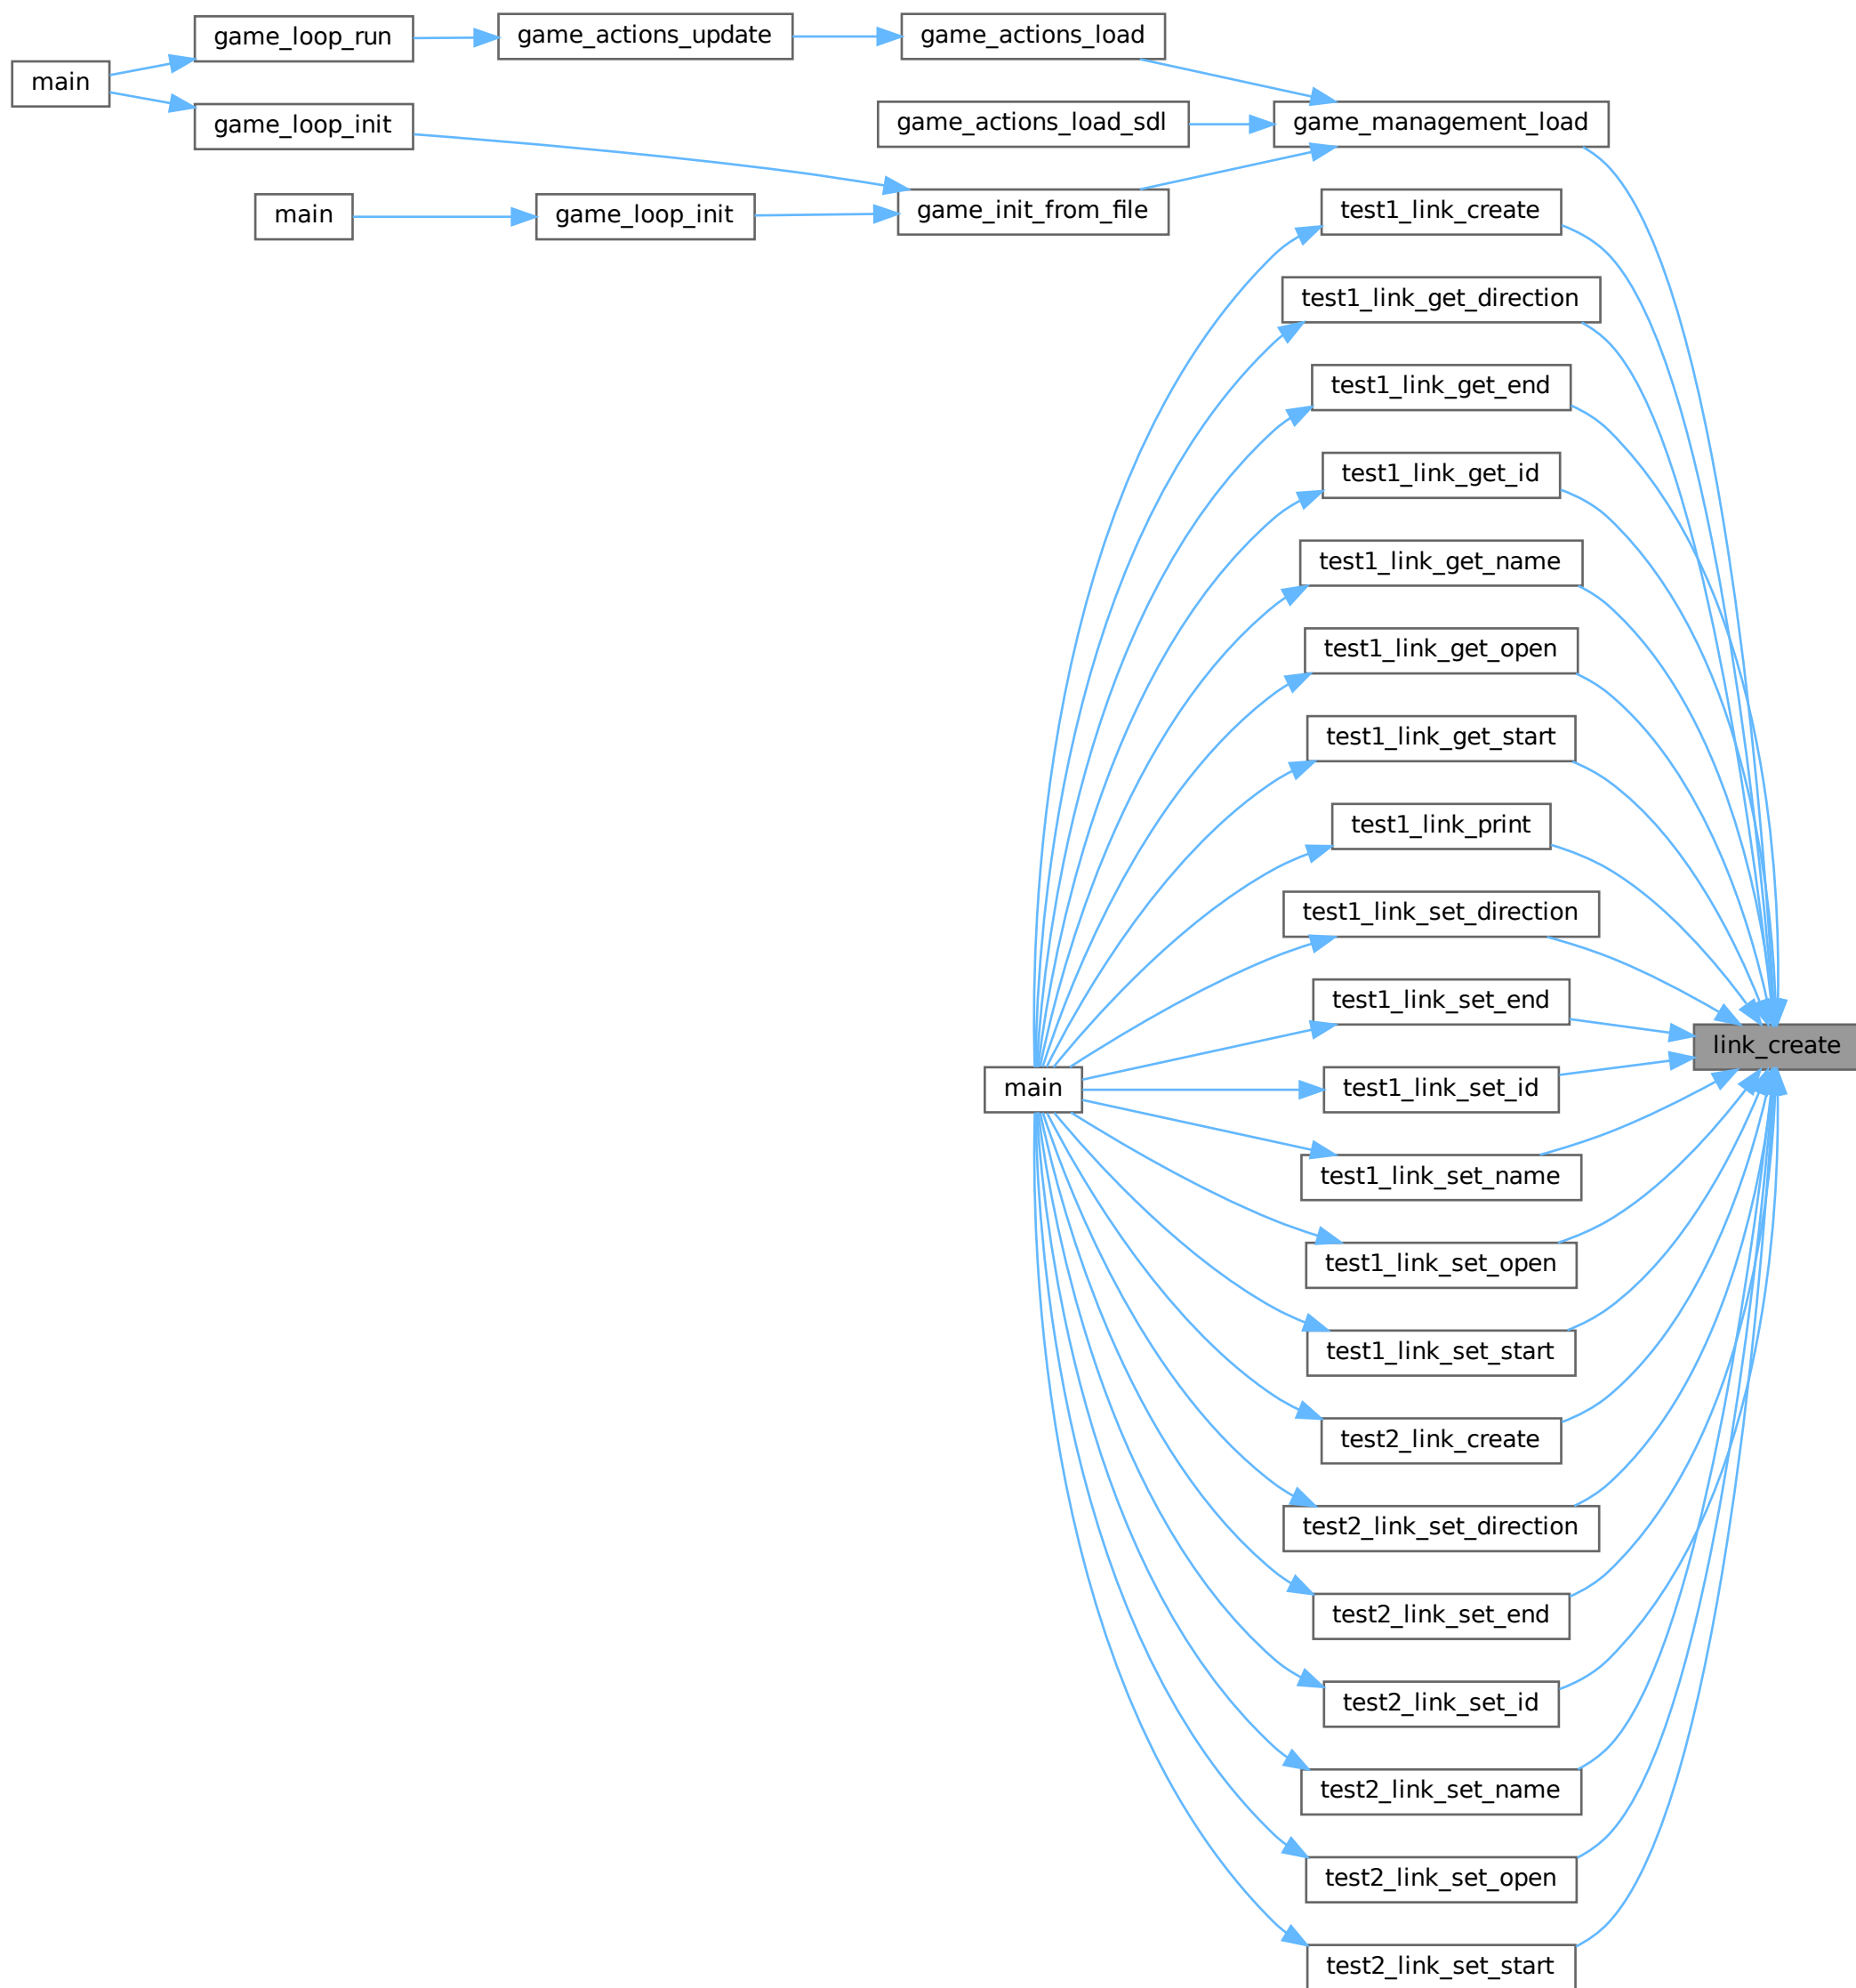 game_loop_run
game_actions_update
game_actions_load
main
game_loop_init
game_actions_load_sdl
game_management_load
main
game_loop_init
game_init_from_file
test1_link_create
test1_link_get_direction
test1_link_get_end
test1_link_get_id
test1_link_get_name
test1_link_get_open
test1_link_get_start
test1_link_print
test1_link_set_direction
test1_link_set_end
link_create
main
test1_link_set_id
test1_link_set_name
test1_link_set_open
test1_link_set_start
test2_link_create
test2_link_set_direction
test2_link_set_end
test2_link_set_id
test2_link_set_name
test2_link_set_open
test2_link_set_start